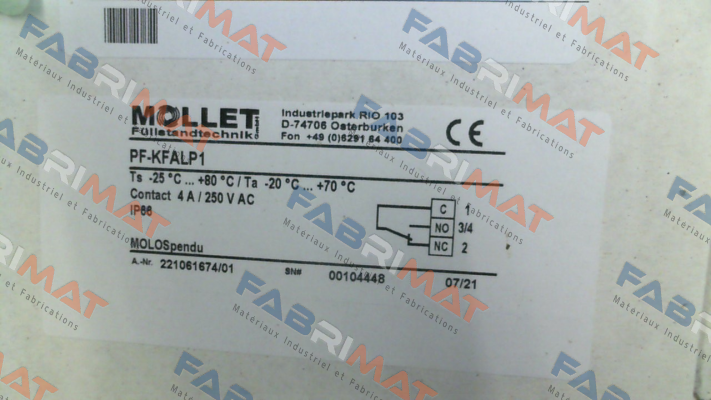 MOLLET
Füllstandtechnik GmbH
Industriepark RIO 103
D-74706 Osterburken
Fon +49 (0)6291 64 400
CE
PF-KFALP1
Ts -25 °C ... +80 °C / Ta -20 °C ... +70 °C
Contact 4 A / 250 V AC
IP66
C 1
NO 3/4
NC 2
MOLOSpendu
A.-Nr. 221061674/01 SN# 00104448 07/21
FABRIMAT
Materiaux Industriel et Fabrications